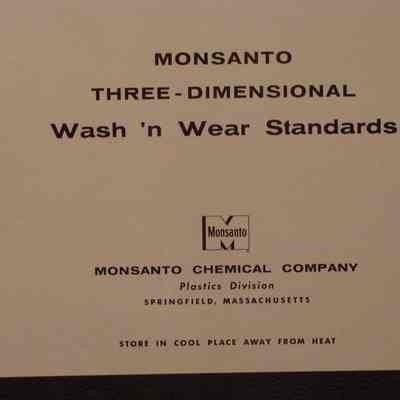 MONSANTO
THREE-DIMENSIONAL
Wash 'n Wear Standards
Monsanto
MONSANTO CHEMICAL COMPANY
Plastics Division
SPRINGFIELD, MASSACHUSETTS
STORE IN COOL PLACE AWAY FROM HEAT